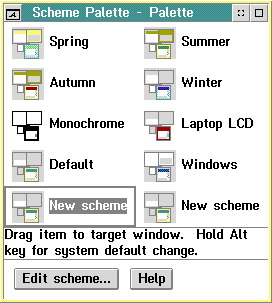 Scheme Palette - Palette
Spring
Summer
Autumn
Winter
Monochrome
Laptop LCD
Default
Windows
New scheme
New scheme
Drag item to target window.  Hold Alt
key for system default change.
Edit scheme...
Help